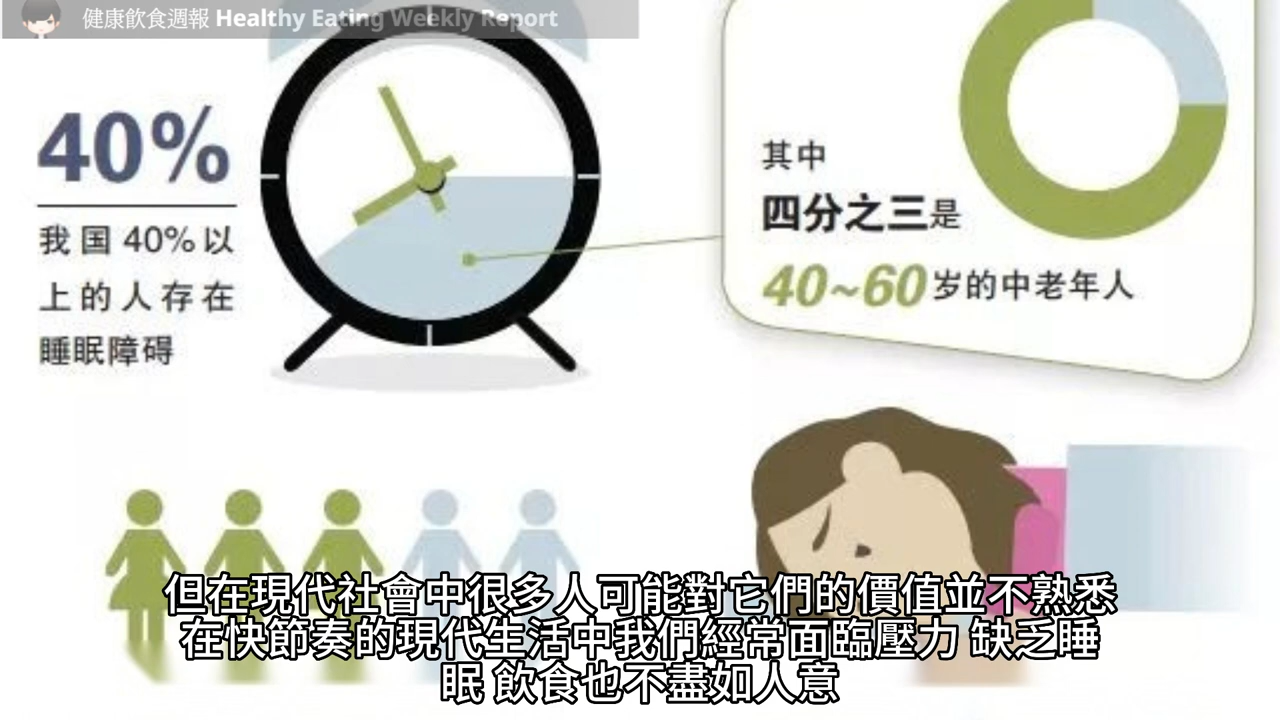 健康飲食週報 Healthy Eating Weekly Report
40%
我国40%以
上的人存在
睡眠障碍
其中
四分之三是
40~60岁的中老年人
但在現代社會中很多人可能對它們的價值並不熟悉
在快節奏的現代生活中我們經常面臨壓力 缺乏睡
眠 飲食也不盡如人意